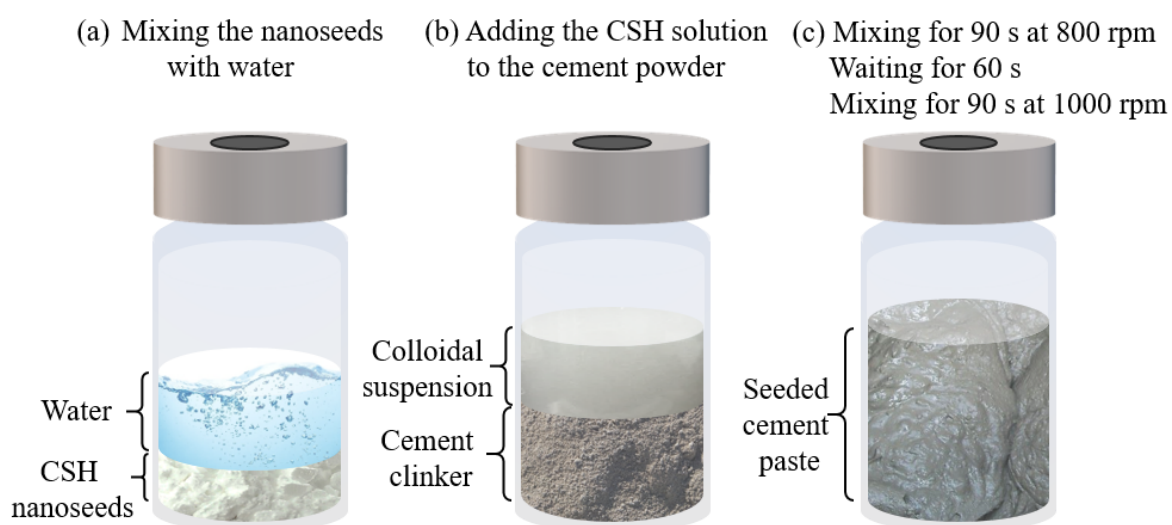 (a) Mixing the nanoseeds
with water
(b) Adding the CSH solution
to the cement powder
(c) Mixing for 90 s at 800 rpm
Waiting for 60 s
Mixing for 90 s at 1000 rpm
Water
CSH
nanoseeds
Colloidal
suspension
Cement
clinker
Seeded
cement
paste